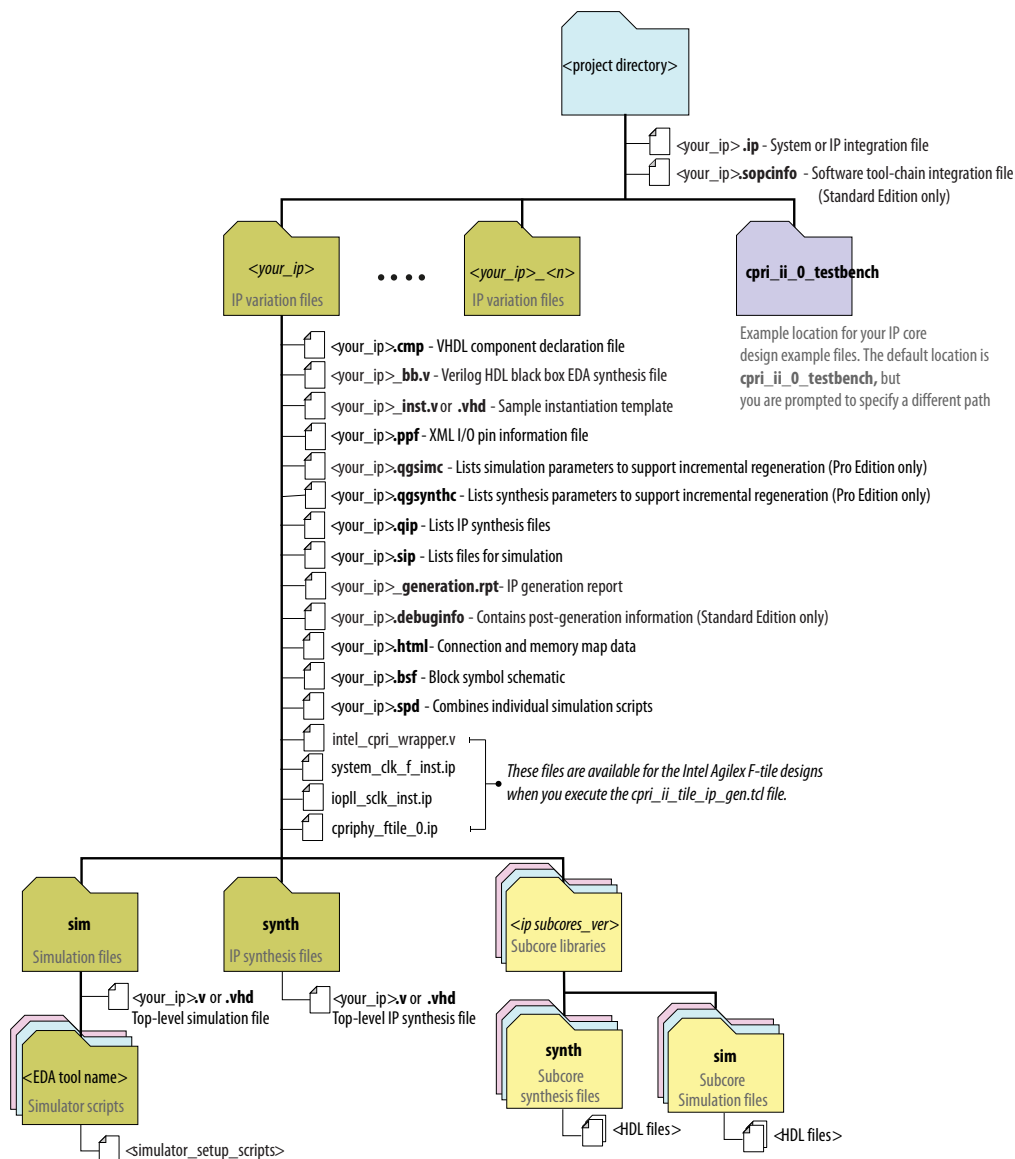 <project directory>
<your_ip> .ip - System or IP integration file
<your_ip>.sopcinfo - Software tool-chain integration file
(Standard Edition only)
<your_ip>
IP variation files
<your_ip>_<n>
IP variation files
cpri_ii_0_testbench
Example location for your IP core
design example files. The default location is
cpri_ii_0_testbench, but
you are prompted to specify a different path
<your_ip>.cmp - VHDL component declaration file
<your_ip>_bb.v - Verilog HDL black box EDA synthesis file
<your_ip>_inst.v or .vhd - Sample instantiation template
<your_ip>.ppf - XML I/O pin information file
<your_ip>.qgsimc - Lists simulation parameters to support incremental regeneration (Pro Edition only)
<your_ip>.qgsynthc - Lists synthesis parameters to support incremental regeneration (Pro Edition only)
<your_ip>.qip - Lists IP synthesis files
<your_ip>.sip - Lists files for simulation
<your_ip>_generation.rpt- IP generation report
<your_ip>.debuginfo - Contains post-generation information (Standard Edition only)
<your_ip>.html- Connection and memory map data
<your_ip>.bsf - Block symbol schematic
<your_ip>.spd - Combines individual simulation scripts
intel_cpri_wrapper.v
system_clk_f_inst.ip
iopll_sclk_inst.ip
cpriphy_ftile_0.ip
These files are available for the Intel Agilex F-tile designs
when you execute the cpri_ii_tile_ip_gen.tcl file.
sim
Simulation files
synth
IP synthesis files
<ip subcores_ver>
Subcore libraries
<your_ip>.v or .vhd
Top-level simulation file
<your_ip>.v or .vhd
Top-level IP synthesis file
<EDA tool name>
Simulator scripts
<simulator_setup_scripts>
synth
Subcore
synthesis files
sim
Subcore
Simulation files
<HDL files>
<HDL files>